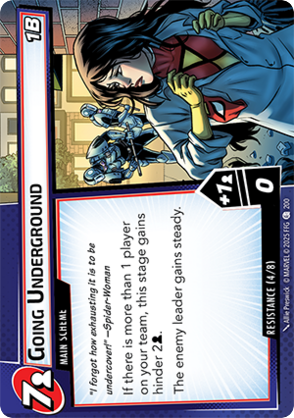 1B
GOING UNDERGROUND
7
MAIN SCHEME
"I forgot how exhausting it is to be
undercover!" —Spider-Woman
If there is more than 1 player
on your team, this stage gains
hinder 2.
The enemy leader gains steady.
+1
0
RESISTANCE (4/8)
Allie Preswick © MARVEL © 2025 FFG 200